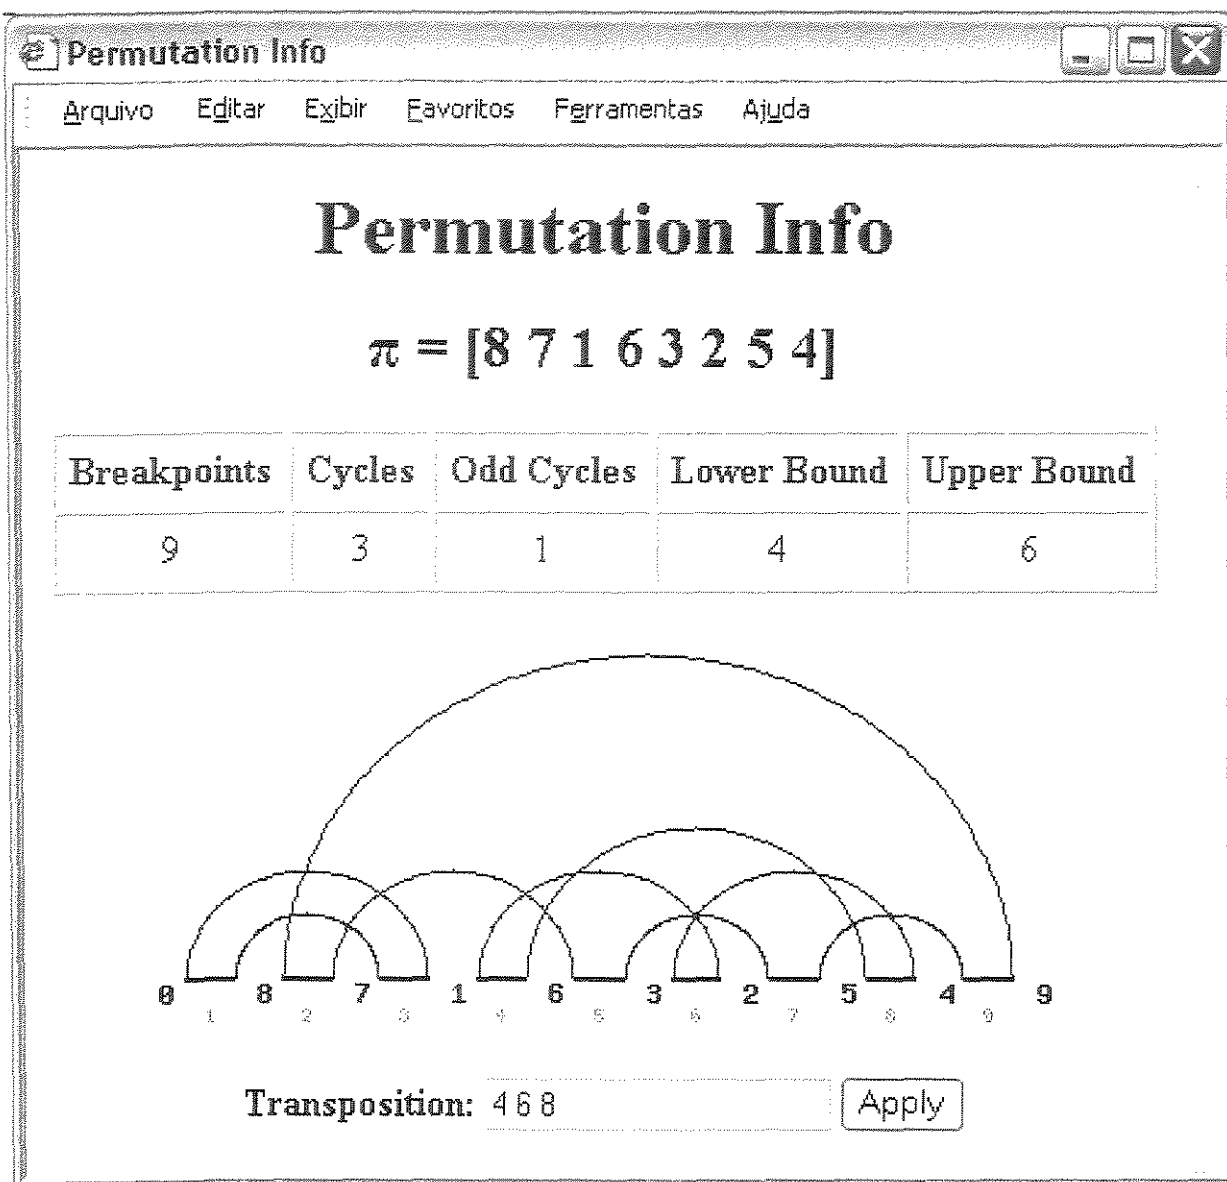 Permutation Info
Arquivo Editar Exibir Favoritos Ferramentas Ajuda
Permutation Info
π = [8 7 1 6 3 2 5 4]
Breakpoints Cycles Odd Cycles Lower Bound Upper Bound
9 3 1 4 6
0 8 7 1 6 3 2 5 4 9
1 2 3 4 5 6 7 8 9
Transposition: 4 6 8 Apply